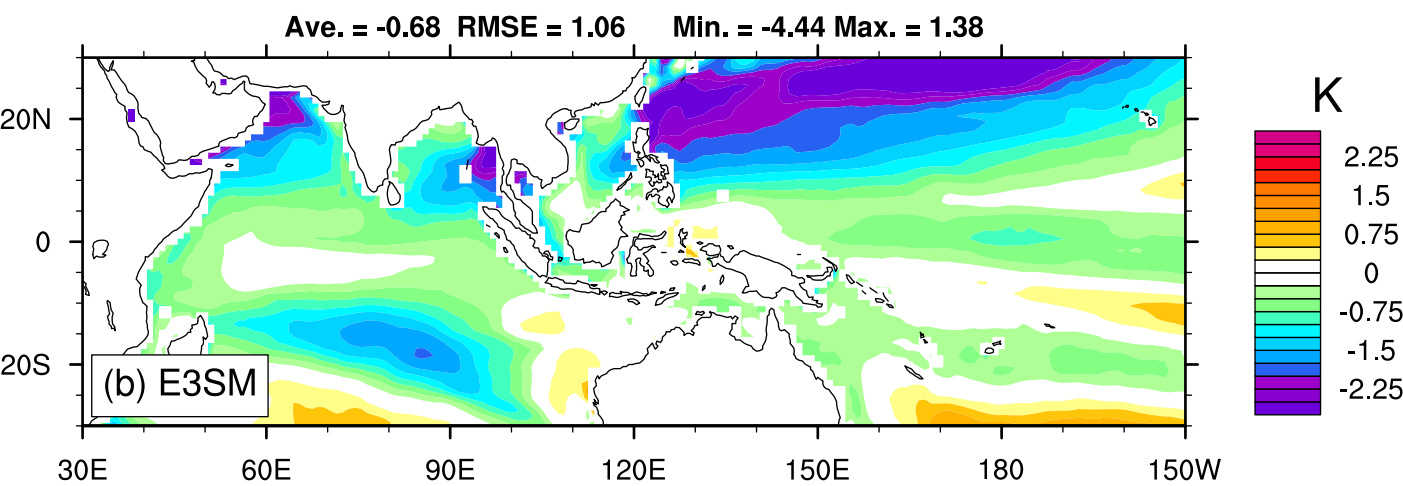 Ave. = -0.68 RMSE = 1.06 Min. = -4.44 Max. = 1.38
K
20N
0
20S
(b) E3SM
30E 60E 90E 120E 150E 180 150W
2.25
1.5
0.75
0
-0.75
-1.5
-2.25